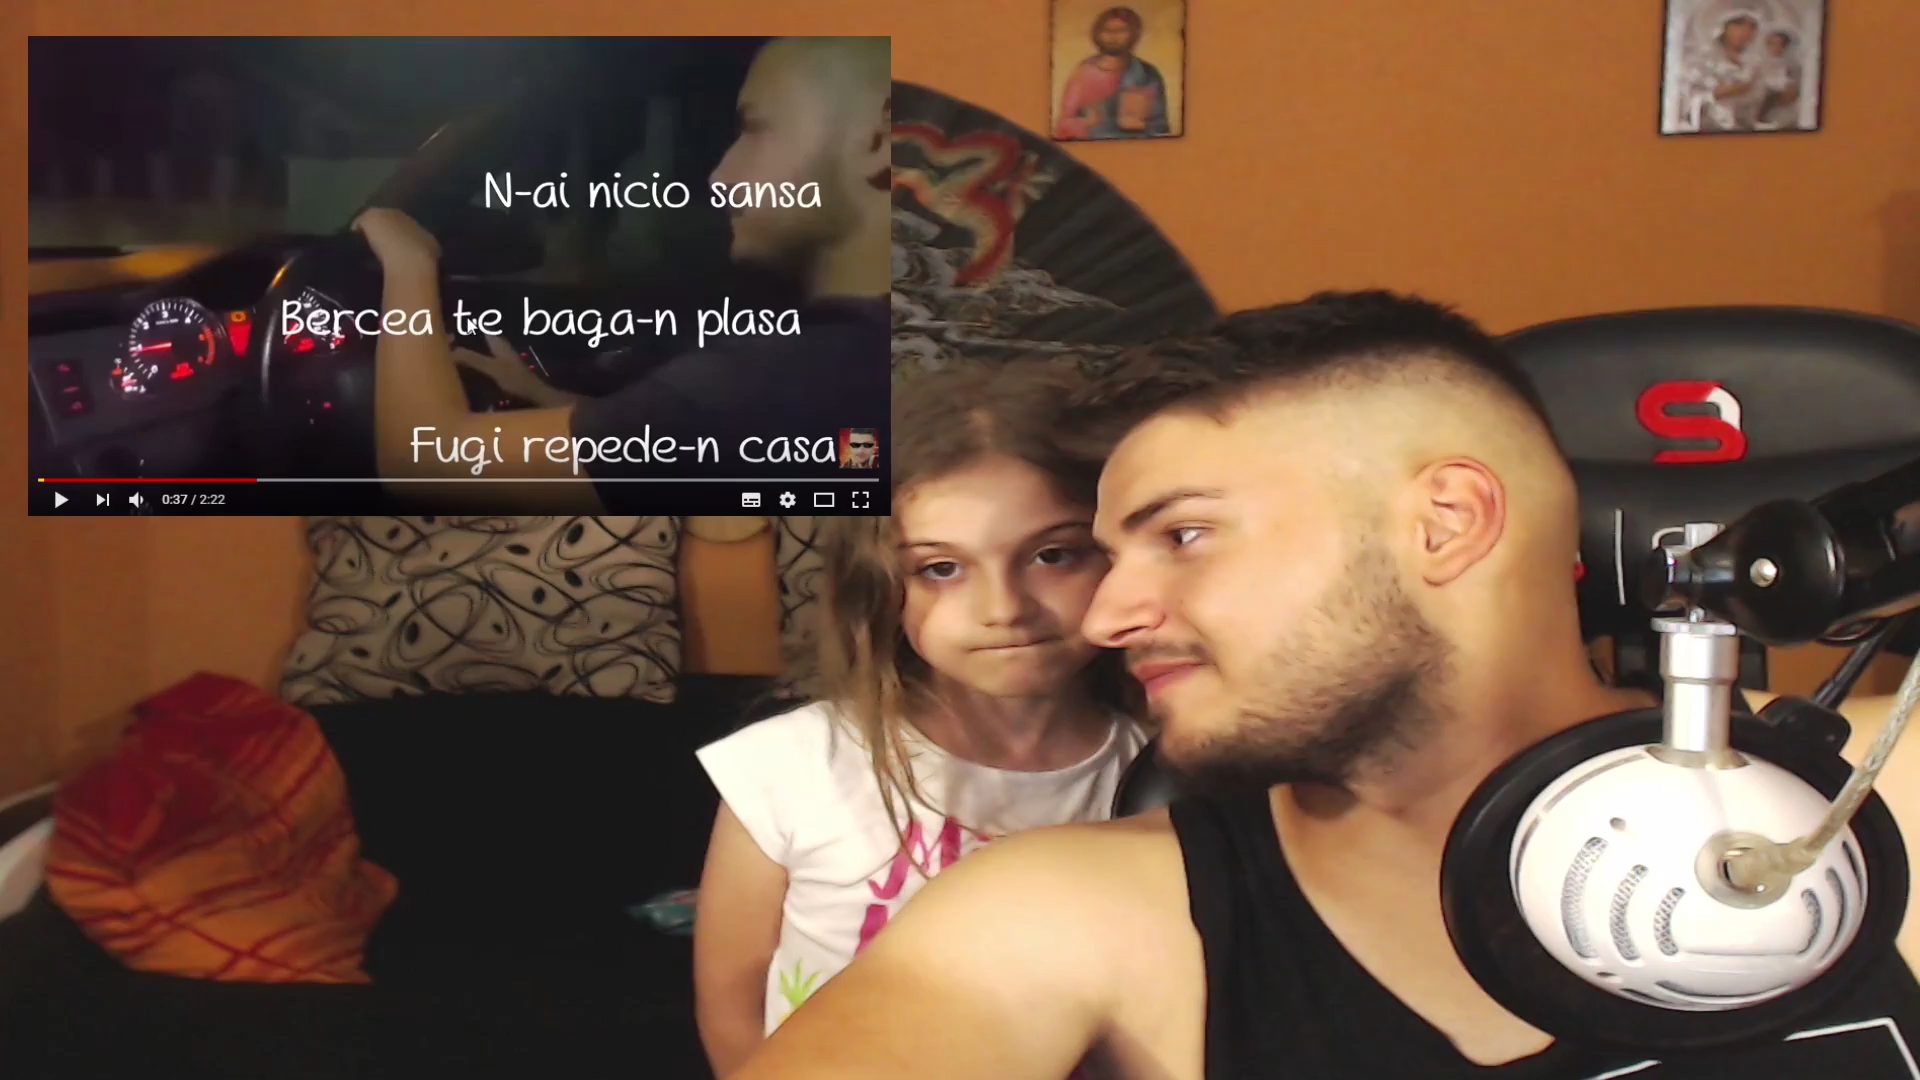 N-ai nicio sansa
Bercea te baga-n plasa
Fugi repede-n casa
0:37 / 2:22